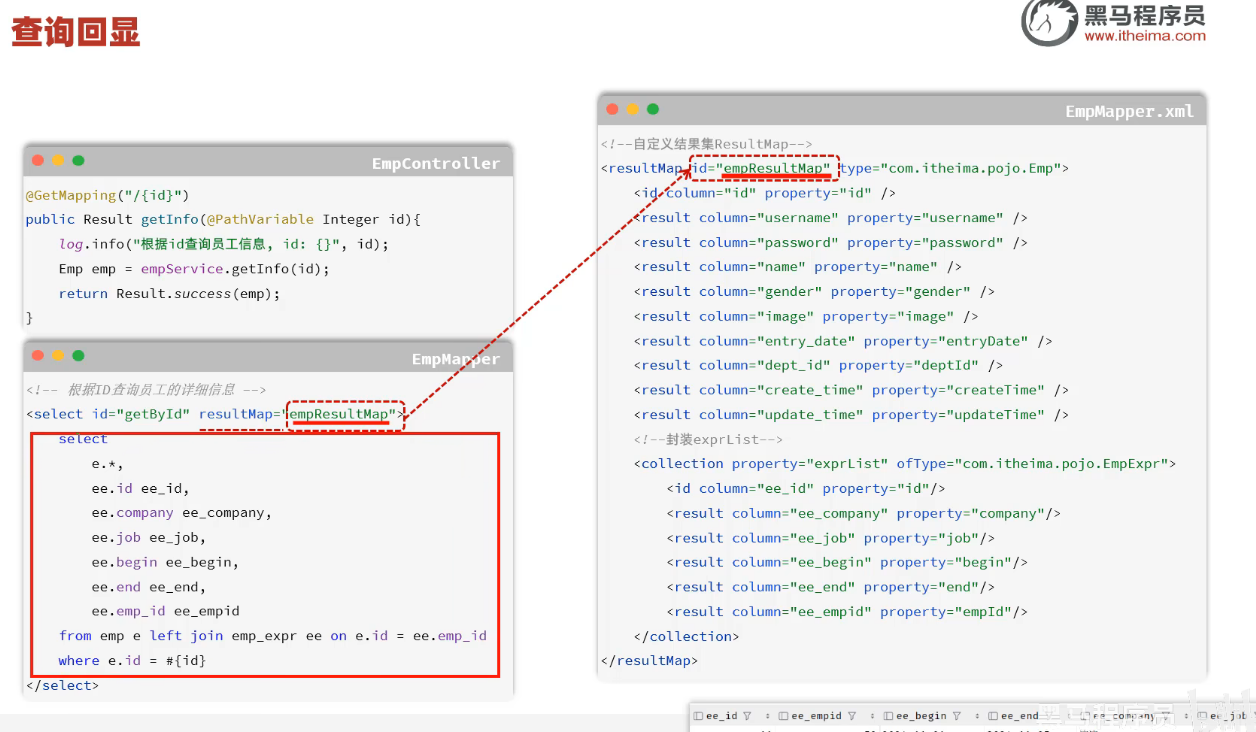 查询回显
黑马程序员
www.itheima.com
EmpController
@GetMapping("/{id}")
public Result getInfo(@PathVariable Integer id){
    log.info("根据id查询员工信息, id: {}", id);
    Emp emp = empService.getInfo(id);
    return Result.success(emp);
}
EmpMapper
<!-- 根据ID查询员工的详细信息 -->
<select id="getById" resultMap="empResultMap">
    select
        e.*,
        ee.id ee_id,
        ee.company ee_company,
        ee.job ee_job,
        ee.begin ee_begin,
        ee.end ee_end,
        ee.emp_id ee_empid
    from emp e left join emp_expr ee on e.id = ee.emp_id
    where e.id = #{id}
</select>
EmpMapper.xml
<!--自定义结果集ResultMap-->
<resultMap id="empResultMap" type="com.itheima.pojo.Emp">
    <id column="id" property="id" />
    <result column="username" property="username" />
    <result column="password" property="password" />
    <result column="name" property="name" />
    <result column="gender" property="gender" />
    <result column="image" property="image" />
    <result column="entry_date" property="entryDate" />
    <result column="dept_id" property="deptId" />
    <result column="create_time" property="createTime" />
    <result column="update_time" property="updateTime" />
    <!--封装exprList-->
    <collection property="exprList" ofType="com.itheima.pojo.EmpExpr">
        <id column="ee_id" property="id"/>
        <result column="ee_company" property="company"/>
        <result column="ee_job" property="job"/>
        <result column="ee_begin" property="begin"/>
        <result column="ee_end" property="end"/>
        <result column="ee_empid" property="empId"/>
    </collection>
</resultMap>
ee_id ee_empid ee_begin ee_end ee_company ee_job
黑马程序员